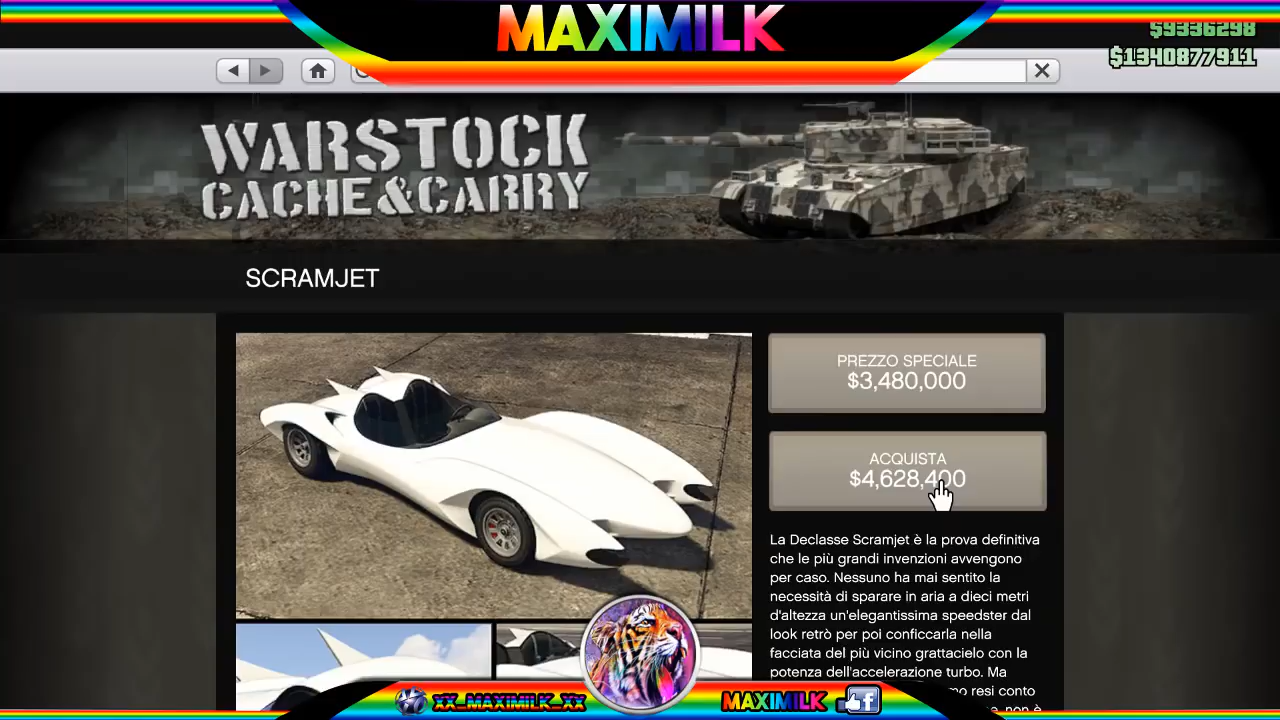 MAXIMILK
$9336298
$1340877911
WARSTOCK
CACHE&CARRY
SCRAMJET
PREZZO SPECIALE
$3,480,000
ACQUISTA
$4,628,400
La Declasse Scramjet è la prova definitiva
che le più grandi invenzioni avvengono
per caso. Nessuno ha mai sentito la
necessità di sparare in aria a dieci metri
d'altezza un'elegantissima speedster dal
look retrò per poi conficcarla nella
facciata del più vicino grattacielo con la
potenza dell'accelerazione turbo. Ma
resi conto
non è
XX_MAXIMILK_XX
MAXIMILK